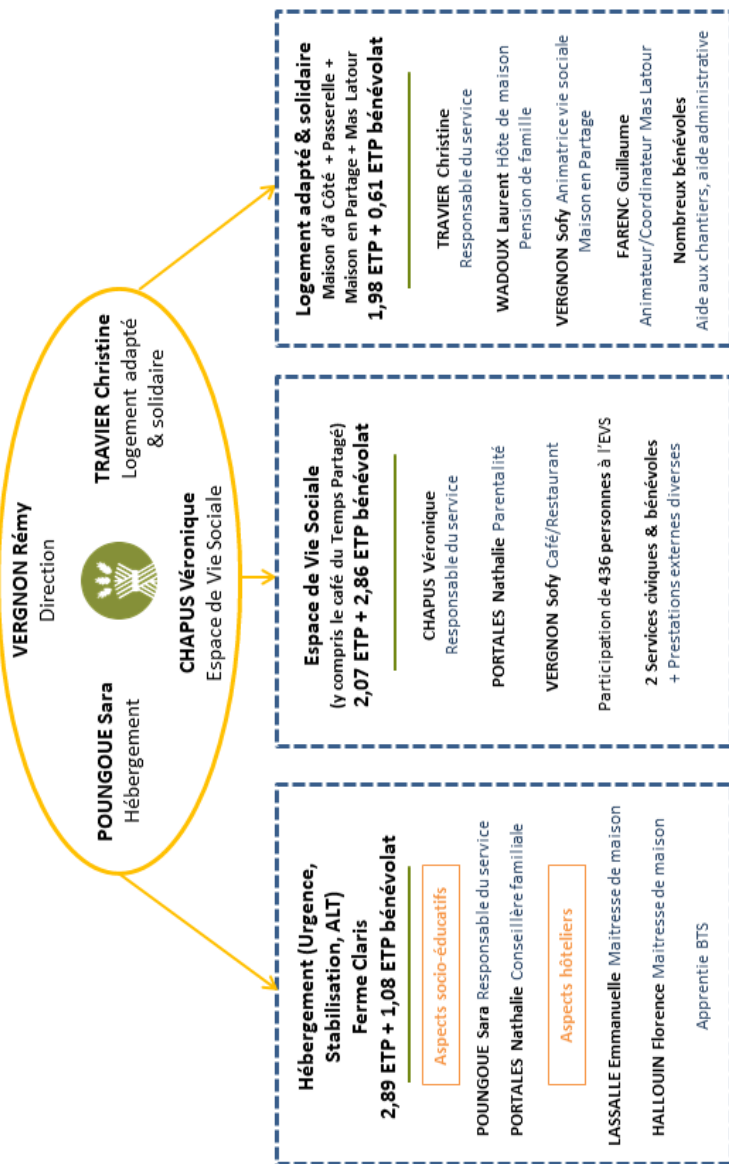 VERGNON Rémy
Direction
POUNGOUE Sara
Hébergement
TRAVIER Christine
Logement adapté
& solidaire
CHAPUS Véronique
Espace de Vie Sociale
Hébergement (Urgence,
Stabilisation, ALT)
Ferme Claris
2,89 ETP + 1,08 ETP bénévolat
Aspects socio-éducatifs
POUNGOUE Sara Responsable du service
PORTALES Nathalie Conseillère familiale
Aspects hôteliers
LASSALLE Emmanuelle Maitresse de maison
HALLOUIN Florence Maitresse de maison
Apprentie BTS
Espace de Vie Sociale
(y compris le café du Temps Partagé)
2,07 ETP + 2,86 ETP bénévolat
CHAPUS Véronique
Responsable du service
PORTALES Nathalie Parentalité
VERGNON Sofy Café/Restaurant
Participation de 436 personnes à l'EVS
2 Services civiques & bénévoles
+ Prestations externes diverses
Logement adapté & solidaire
Maison d'à Côté + Passerelle +
Maison en Partage + Mas Latour
1,98 ETP + 0,61 ETP bénévolat
TRAVIER Christine
Responsable du service
WADOUX Laurent Hôte de maison
Pension de famille
VERGNON Sofy Animatrice vie sociale
Maison en Partage
FARENC Guillaume
Animateur/Coordinateur Mas Latour
Nombreux bénévoles
Aide aux chantiers, aide administrative